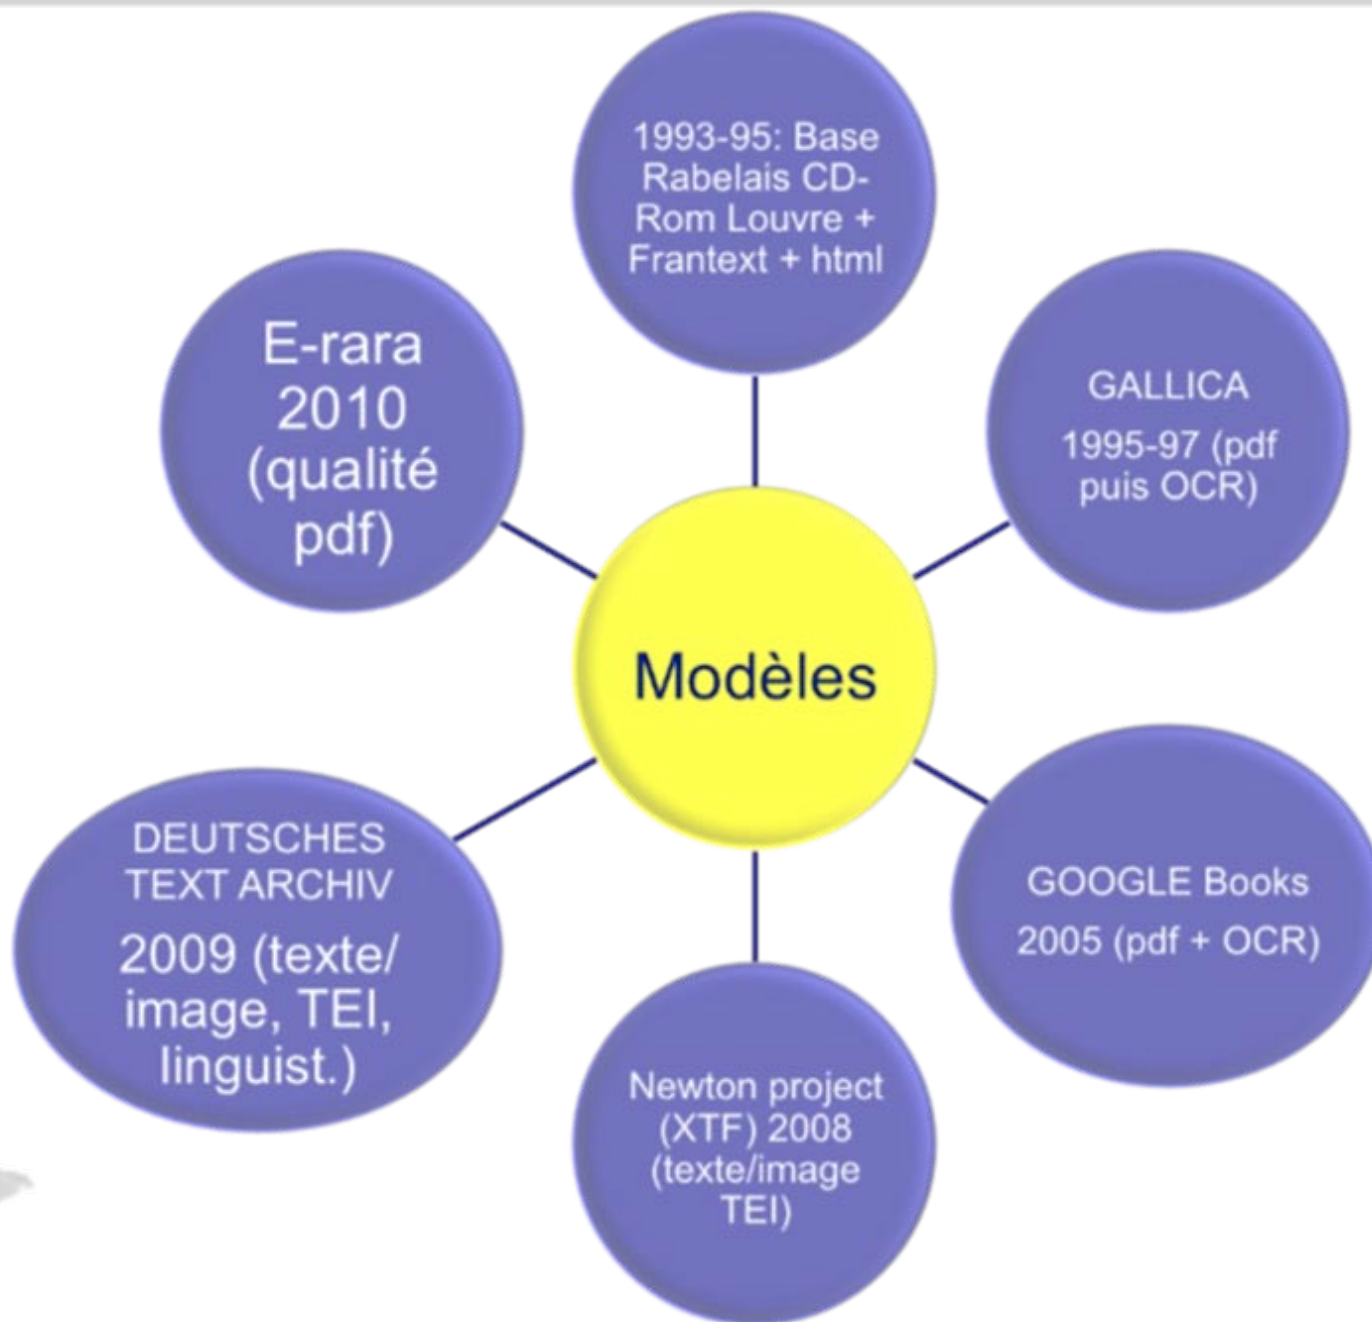 1993-95: Base
Rabelais CD-
Rom Louvre +
Frantext + html
GALLICA
1995-97 (pdf
puis OCR)
GOOGLE Books
2005 (pdf + OCR)
Newton project
(XTF) 2008
(texte/image
TEI)
DEUTSCHES
TEXT ARCHIV
2009 (texte/
image, TEI,
linguist.)
E-rara
2010
(qualité
pdf)
Modèles